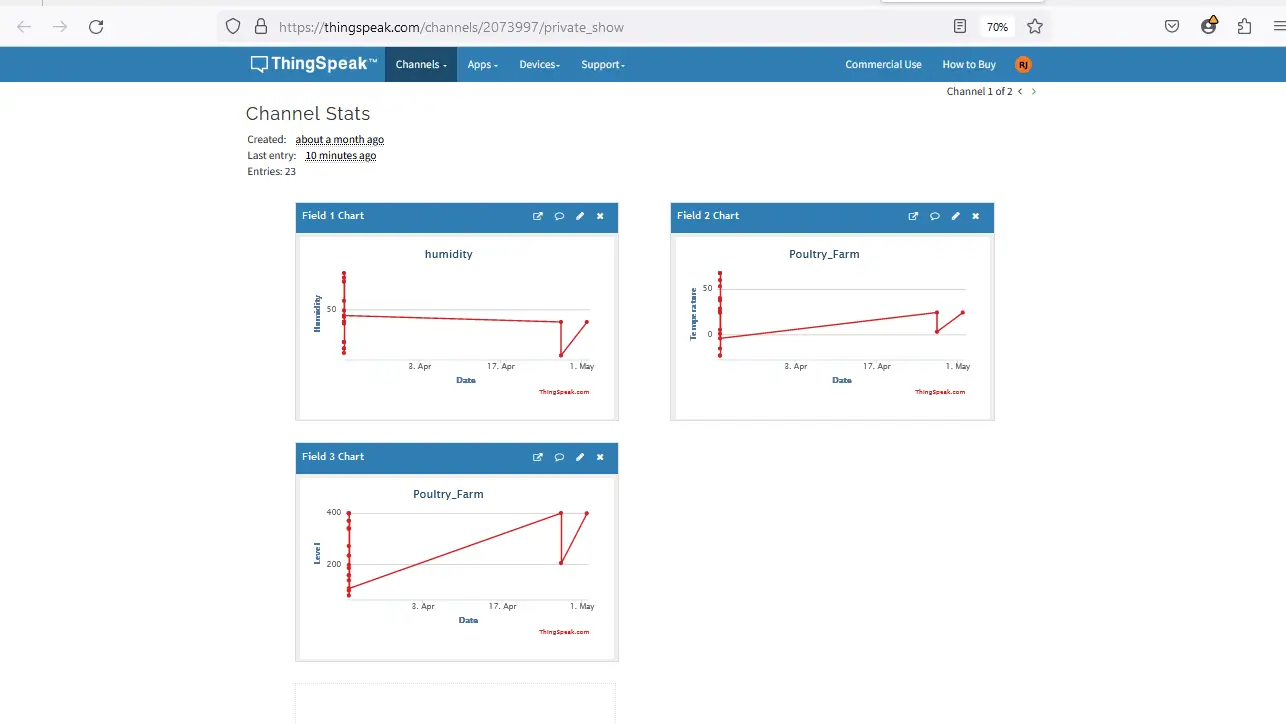 https://thingspeak.com/channels/2073997/private_show
70%
ThingSpeak™
Channels
Apps
Devices
Support
Commercial Use
How to Buy
RJ
Channel 1 of 2 < >
Channel Stats
Created: about a month ago
Last entry: 10 minutes ago
Entries: 23
Field 1 Chart
humidity
Humidity
50
3. Apr
17. Apr
1. May
Date
ThingSpeak.com
Field 2 Chart
Poultry_Farm
Temperature
50
0
3. Apr
17. Apr
1. May
Date
ThingSpeak.com
Field 3 Chart
Poultry_Farm
Level
400
200
3. Apr
17. Apr
1. May
Date
ThingSpeak.com